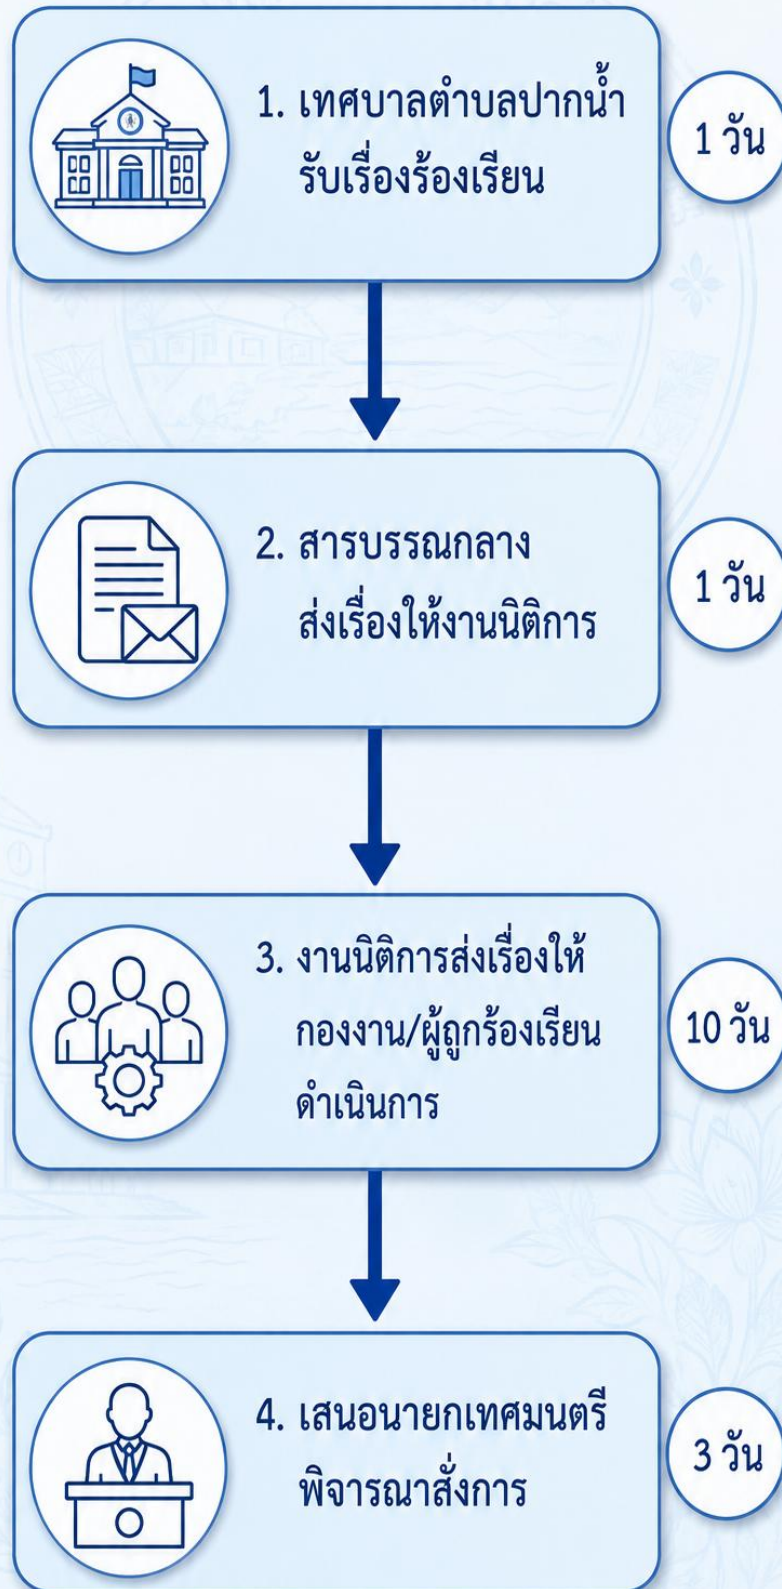 1. เทศบาลตำบลปากน้ำ
รับเรื่องร้องเรียน
1 วัน
2. สารบรรณกลาง
ส่งเรื่องให้งานนิติการ
1 วัน
3. งานนิติการส่งเรื่องให้
กองงาน/ผู้ถูกร้องเรียน
ดำเนินการ
10 วัน
4. เสนอนายกเทศมนตรี
พิจารณาสั่งการ
3 วัน